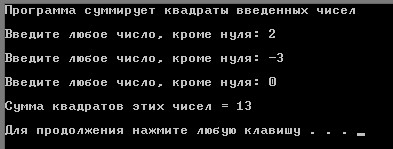 Программа суммирует квадраты введенных чисел
Введите любое число, кроме нуля: 2
Введите любое число, кроме нуля: -3
Введите любое число, кроме нуля: 0
Сумма квадратов этих чисел = 13
Для продолжения нажмите любую клавишу . . . _